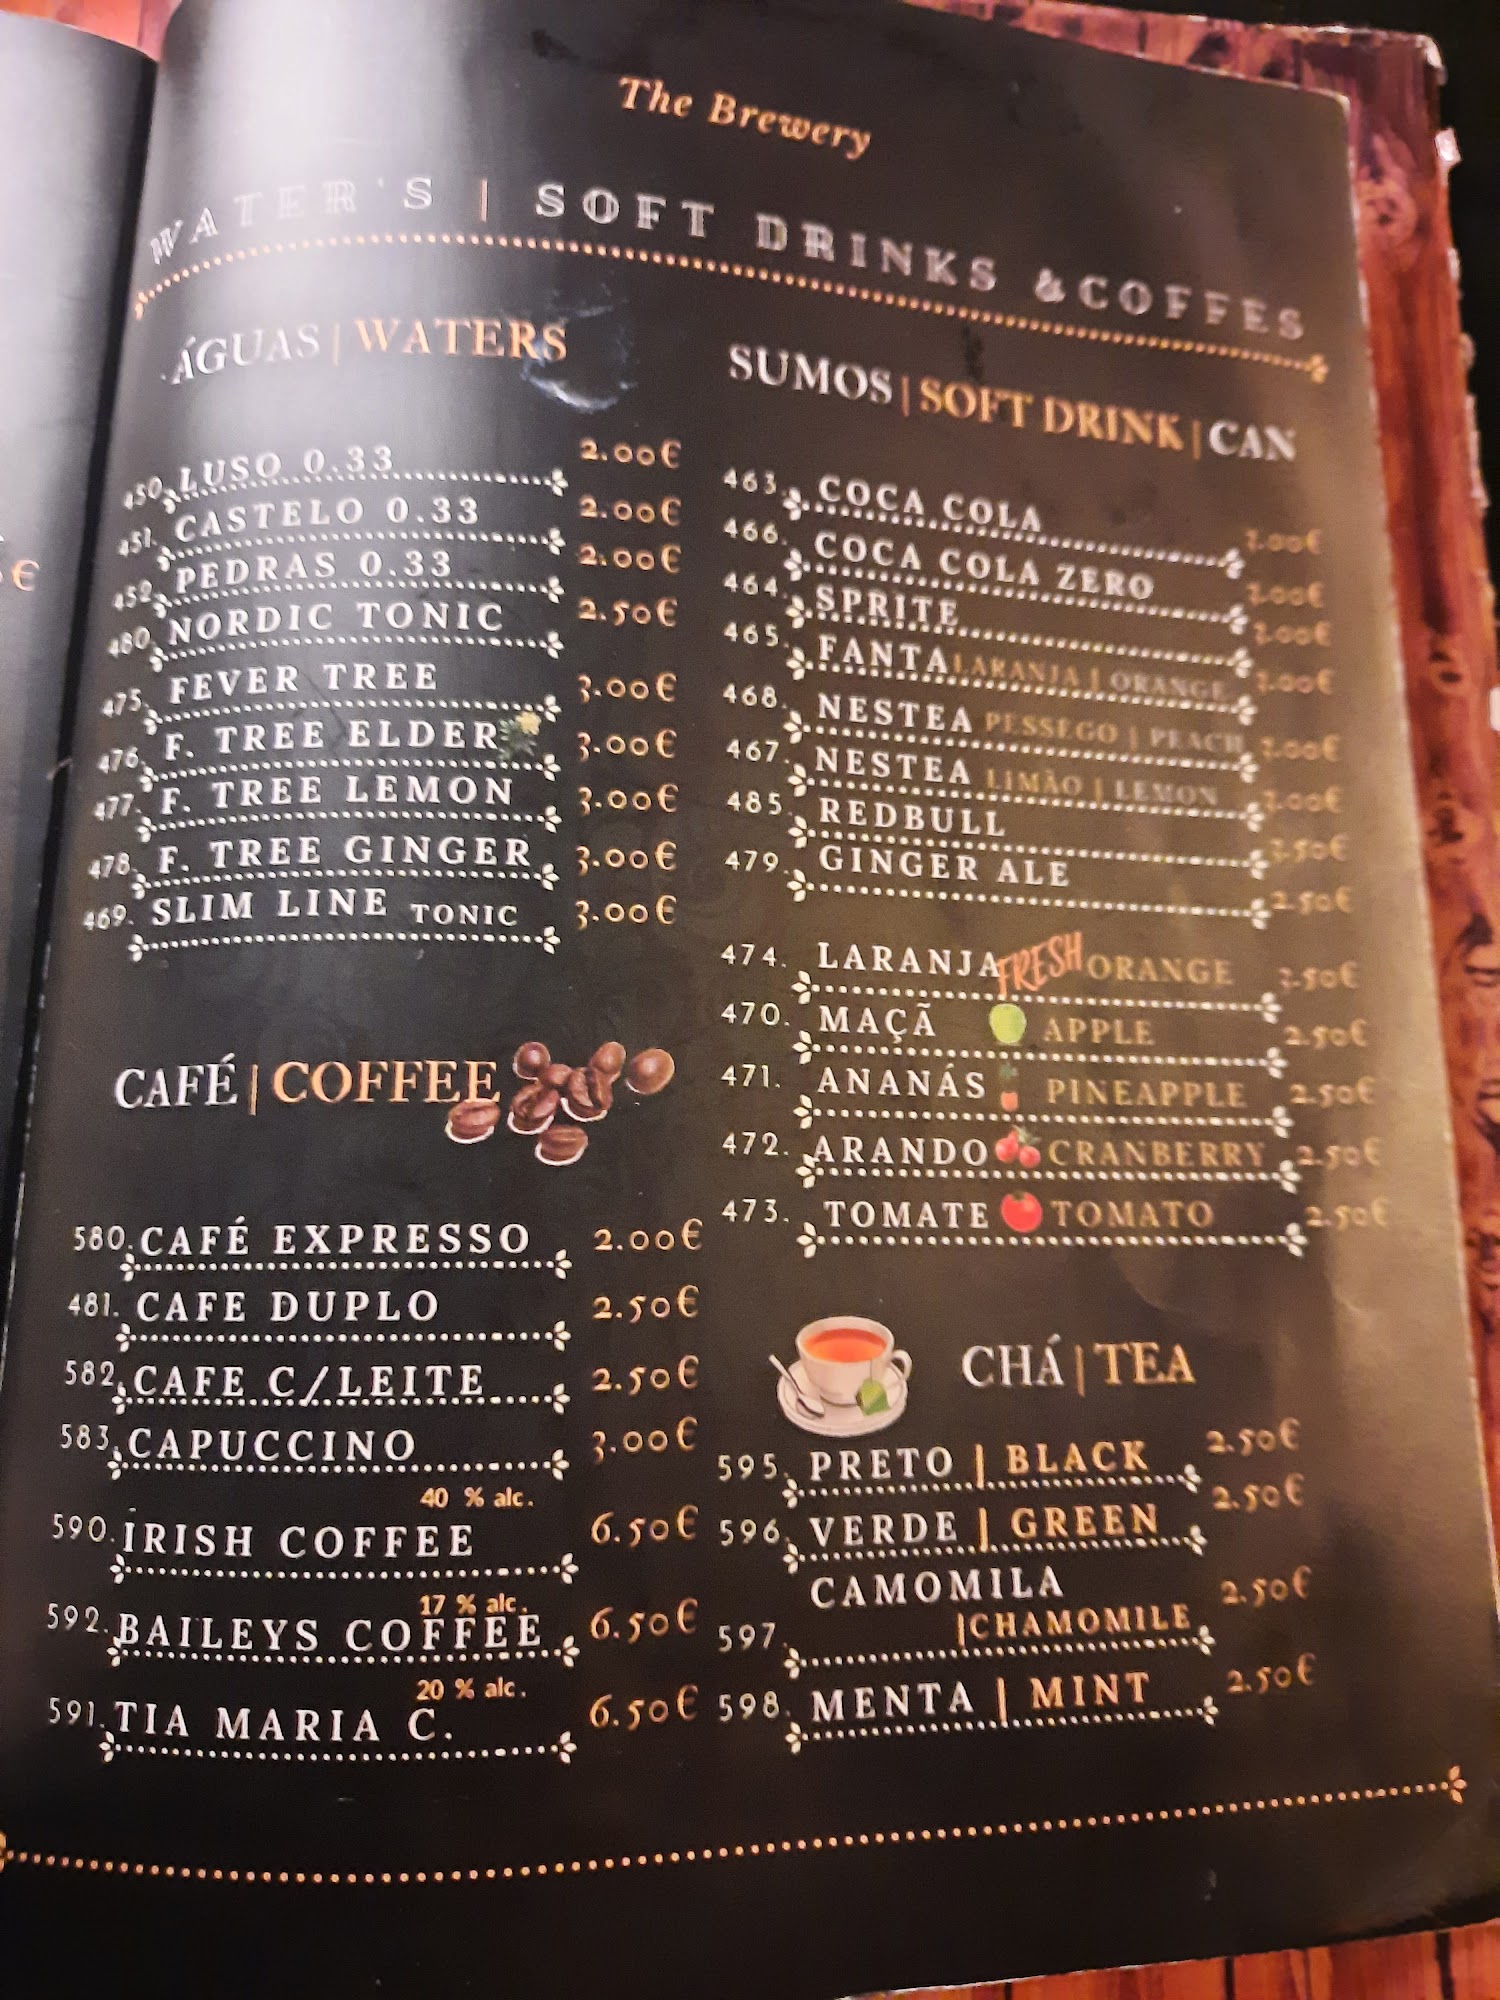 The Brewery
WATER'S | SOFT DRINKS & COFFES
ÁGUAS | WATERS
450. LUSO 0.33 2.00€
451. CASTELO 0.33 2.00€
452. PEDRAS 0.33 2.00€
480. NORDIC TONIC 2.50€
475. FEVER TREE 3.00€
476. F. TREE ELDER 3.00€
477. F. TREE LEMON 3.00€
478. F. TREE GINGER 3.00€
469. SLIM LINE TONIC 3.00€
CAFÉ | COFFEE
580. CAFÉ EXPRESSO 2.00€
481. CAFE DUPLO 2.50€
582. CAFE C/LEITE 2.50€
583. CAPUCCINO 3.00€
40 % alc.
590. IRISH COFFEE 6.50€
17 % alc.
592. BAILEYS COFFEE 6.50€
20 % alc.
591. TIA MARIA C. 6.50€
SUMOS | SOFT DRINK | CAN
463. COCA COLA
466. COCA COLA ZERO
464. SPRITE
465. FANTA LARANJA | ORANGE
468. NESTEA PESSEGO | PEACH
467. NESTEA LIMÃO | LEMON
485. REDBULL
479. GINGER ALE 2.50€
474. LARANJA FRESH ORANGE
470. MAÇÃ APPLE 2.50€
471. ANANÁS PINEAPPLE 2.50€
472. ARANDO CRANBERRY 2.50€
473. TOMATE TOMATO 2.50€
CHÁ | TEA
595. PRETO | BLACK 2.50€
596. VERDE | GREEN 2.50€
CAMOMILA 2.50€
597. | CHAMOMILE
598. MENTA | MINT 2.50€